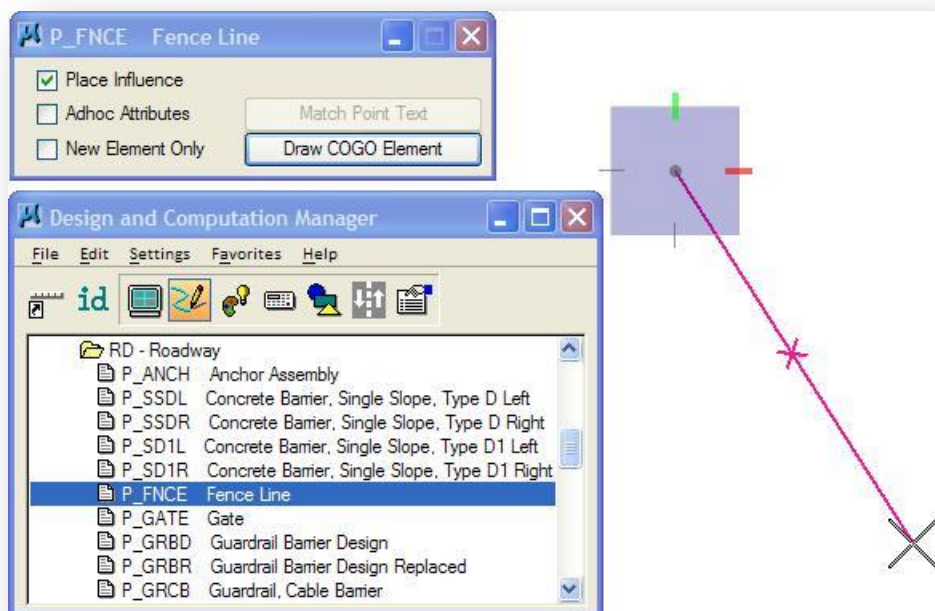 P_FNCE Fence Line
Place Influence
Adhoc Attributes
Match Point Text
New Element Only
Draw COGO Element
Design and Computation Manager
File Edit Settings Favorites Help
id
RD - Roadway
P_ANCH Anchor Assembly
P_SSDL Concrete Barrier, Single Slope, Type D Left
P_SSDR Concrete Barrier, Single Slope, Type D Right
P_SD1L Concrete Barrier, Single Slope, Type D1 Left
P_SD1R Concrete Barrier, Single Slope, Type D1 Right
P_FNCE Fence Line
P_GATE Gate
P_GRBD Guardrail Barrier Design
P_GRBR Guardrail Barrier Design Replaced
P_GRCB Guardrail, Cable Barrier